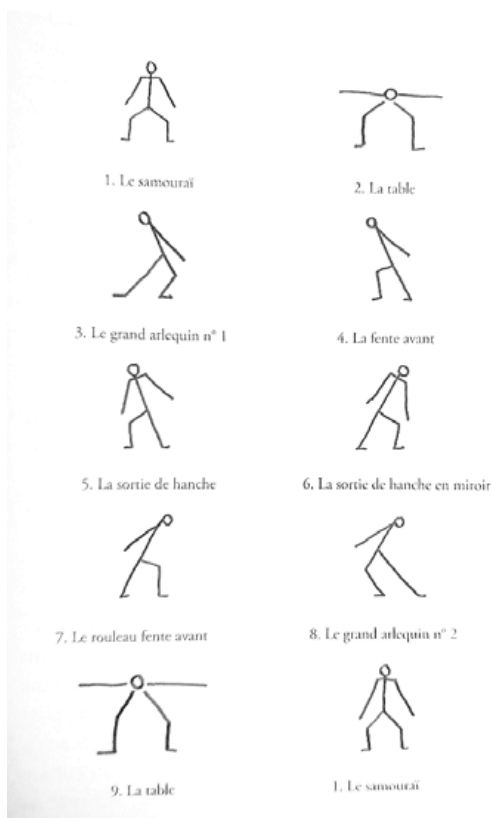 1. Le samouraï
2. La table
3. Le grand arlequin n° 1
4. La fente avant
5. La sortie de hanche
6. La sortie de hanche en miroir
7. Le rouleau fente avant
8. Le grand arlequin n° 2
9. La table
1. Le samouraï